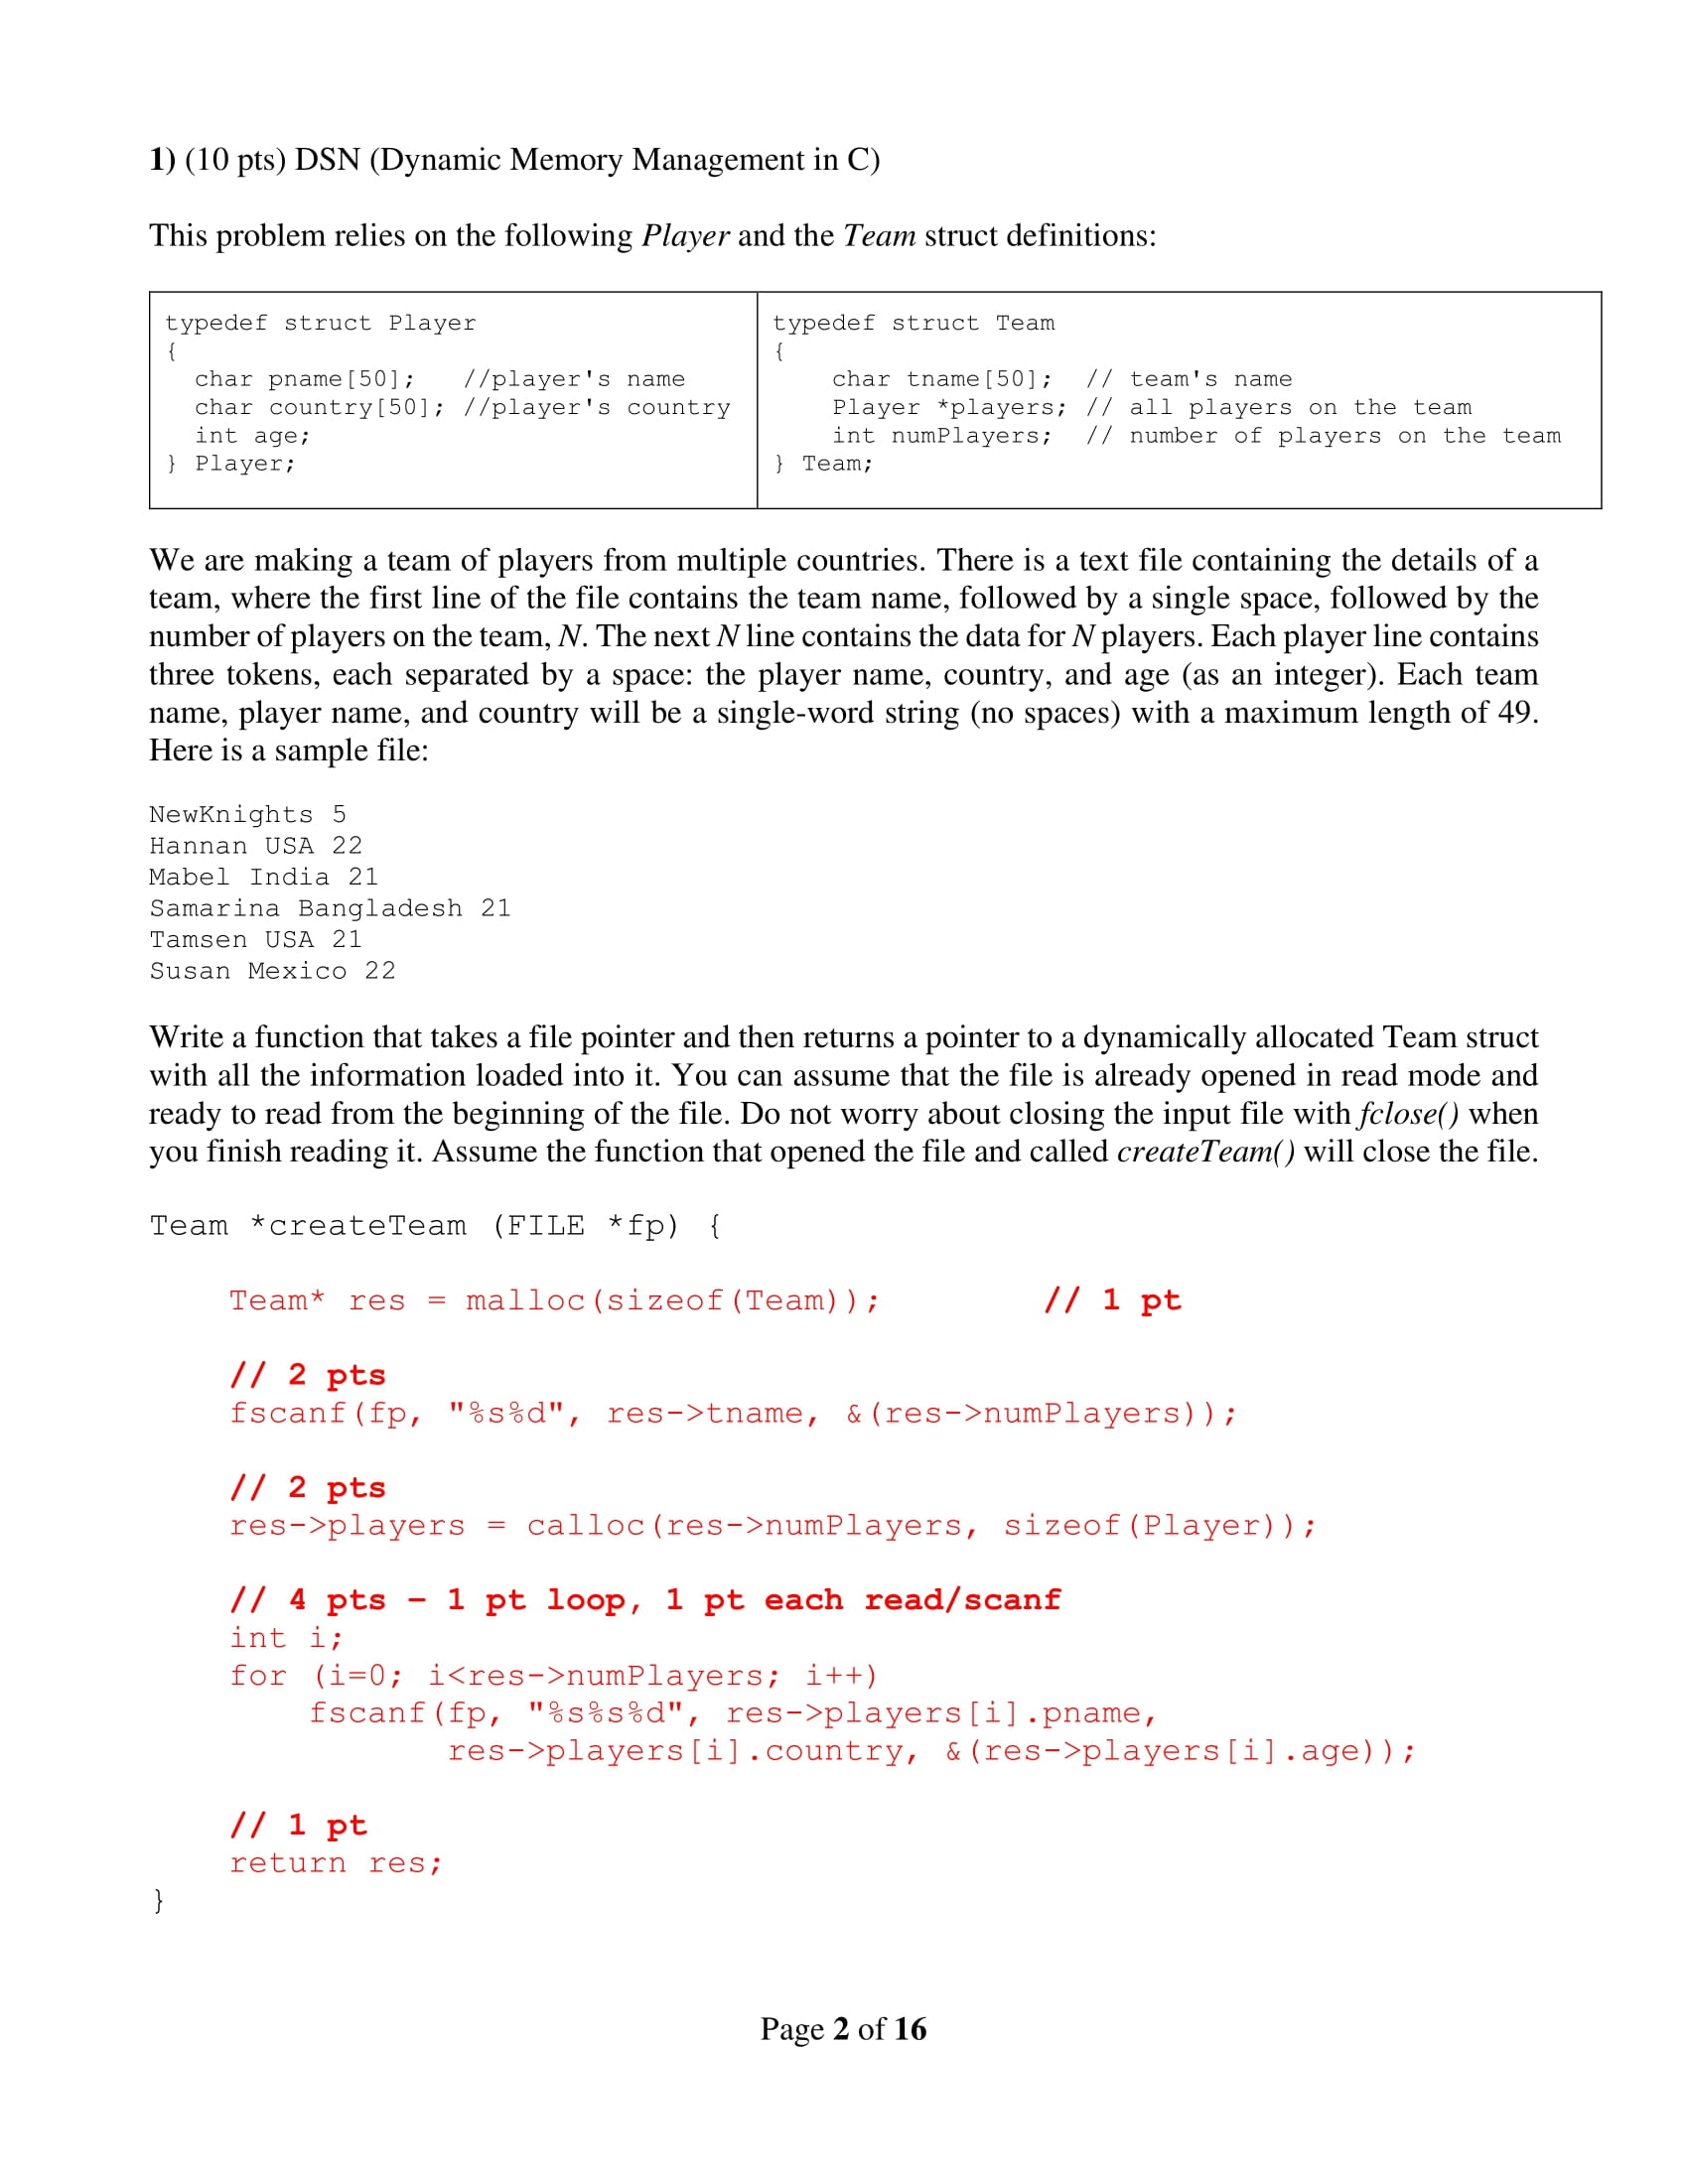 1) (10 pts) DSN (Dynamic Memory Management in C)
This problem relies on the following Player and the Team struct definitions:
typedef struct Player
{
  char pname[50];   //player's name
  char country[50]; //player's country
  int age;
} Player;
typedef struct Team
{
    char tname[50];  // team's name
    Player *players; // all players on the team
    int numPlayers;  // number of players on the team
} Team;
We are making a team of players from multiple countries. There is a text file containing the details of a
team, where the first line of the file contains the team name, followed by a single space, followed by the
number of players on the team, N. The next N line contains the data for N players. Each player line contains
three tokens, each separated by a space: the player name, country, and age (as an integer). Each team
name, player name, and country will be a single-word string (no spaces) with a maximum length of 49.
Here is a sample file:
NewKnights 5
Hannan USA 22
Mabel India 21
Samarina Bangladesh 21
Tamsen USA 21
Susan Mexico 22
Write a function that takes a file pointer and then returns a pointer to a dynamically allocated Team struct
with all the information loaded into it. You can assume that the file is already opened in read mode and
ready to read from the beginning of the file. Do not worry about closing the input file with fclose() when
you finish reading it. Assume the function that opened the file and called createTeam() will close the file.
Team *createTeam (FILE *fp) {
    Team* res = malloc(sizeof(Team));        // 1 pt
    // 2 pts
    fscanf(fp, "%s%d", res->tname, &(res->numPlayers));
    // 2 pts
    res->players = calloc(res->numPlayers, sizeof(Player));
    // 4 pts – 1 pt loop, 1 pt each read/scanf
    int i;
    for (i=0; i<res->numPlayers; i++)
        fscanf(fp, "%s%s%d", res->players[i].pname,
               res->players[i].country, &(res->players[i].age));
    // 1 pt
    return res;
}
Page 2 of 16